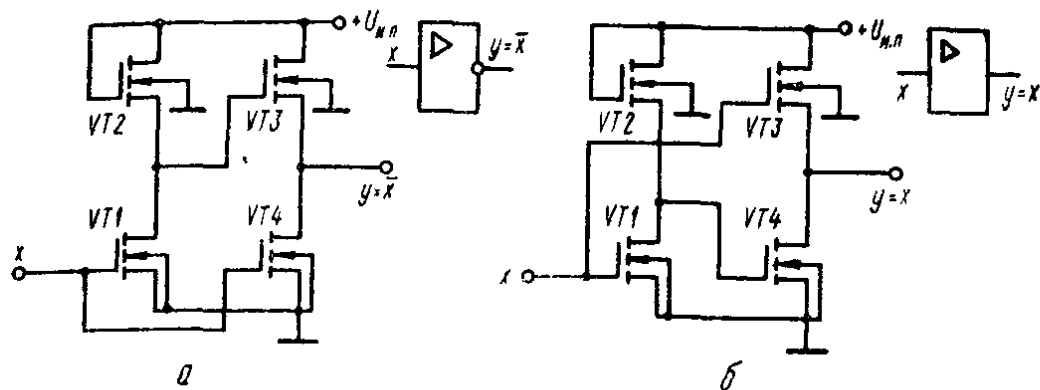 +U и.п
x
y=x̄
VT2
VT3
y=x̄
VT1
VT4
x
а
+U и.п
x
y=x
VT2
VT3
y=x
VT1
VT4
x
б